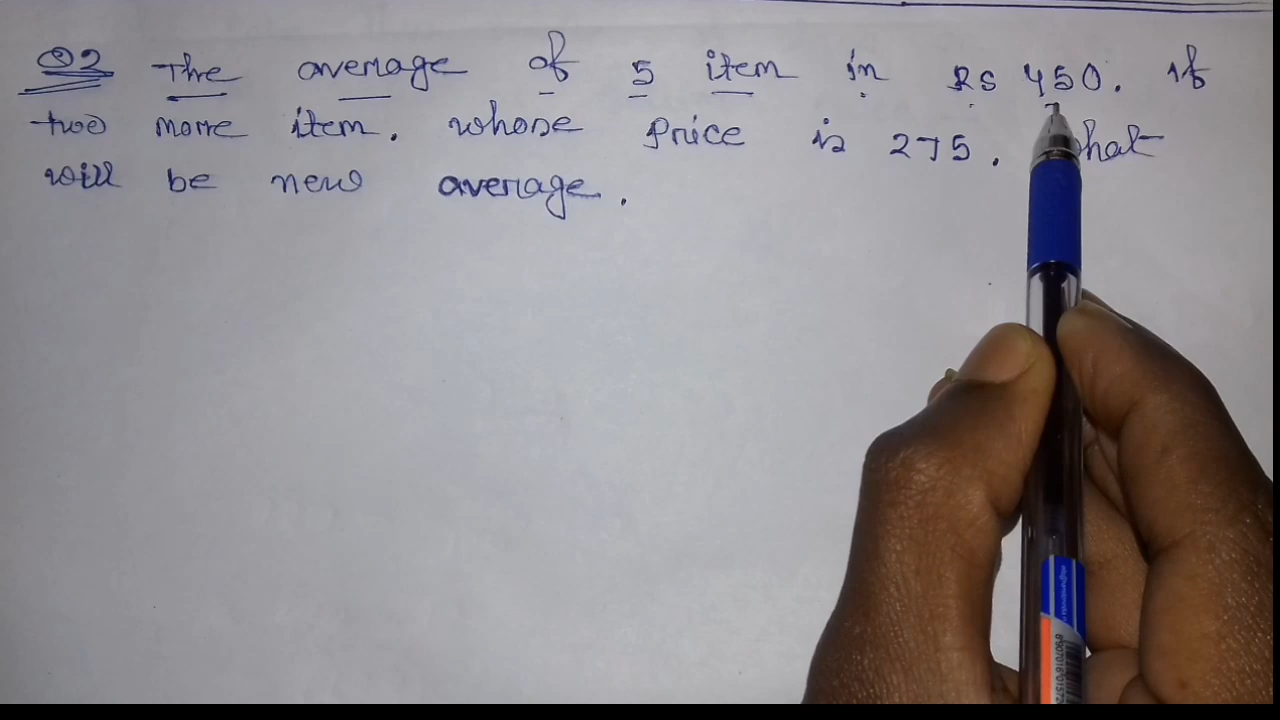 Q2 The average of 5 item in Rs 450. if
two more item. whose Price is 275. what
will be new average.